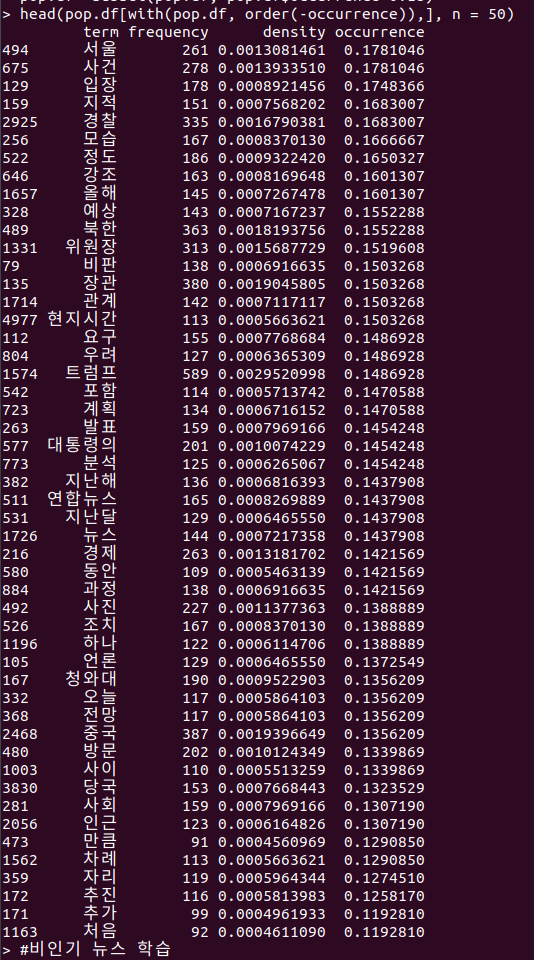 > head(pop.df[with(pop.df, order(-occurrence)),], n = 50)
term frequency density occurrence
494 서울 261 0.0013081461 0.1781046
675 사건 278 0.0013933510 0.1781046
129 입장 178 0.0008921456 0.1748366
159 지적 151 0.0007568202 0.1683007
2925 경찰 335 0.0016790381 0.1683007
256 모습 167 0.0008370130 0.1666667
522 정도 186 0.0009322420 0.1650327
646 강조 163 0.0008169648 0.1601307
1657 올해 145 0.0007267478 0.1601307
328 예상 143 0.0007167237 0.1552288
489 북한 363 0.0018193756 0.1552288
1331 위원장 313 0.0015687729 0.1519608
79 비판 138 0.0006916635 0.1503268
135 장관 380 0.0019045805 0.1503268
1714 관계 142 0.0007117117 0.1503268
4977 현지시간 113 0.0005663621 0.1503268
112 요구 155 0.0007768684 0.1486928
804 우려 127 0.0006365309 0.1486928
1574 트럼프 589 0.0029520998 0.1486928
542 포함 114 0.0005713742 0.1470588
723 계획 134 0.0006716152 0.1470588
263 발표 159 0.0007969166 0.1454248
577 대통령의 201 0.0010074229 0.1454248
773 분석 125 0.0006265067 0.1454248
382 지난해 136 0.0006816393 0.1437908
511 연합뉴스 165 0.0008269889 0.1437908
531 지난달 129 0.0006465550 0.1437908
1726 뉴스 144 0.0007217358 0.1437908
216 경제 263 0.0013181702 0.1421569
580 동안 109 0.0005463139 0.1421569
884 과정 138 0.0006916635 0.1421569
492 사진 227 0.0011377363 0.1388889
526 조치 167 0.0008370130 0.1388889
1196 하나 122 0.0006114706 0.1388889
105 언론 129 0.0006465550 0.1372549
167 청와대 190 0.0009522903 0.1356209
332 오늘 117 0.0005864103 0.1356209
368 전망 117 0.0005864103 0.1356209
2468 중국 387 0.0019396649 0.1356209
480 방문 202 0.0010124349 0.1339869
1003 사이 110 0.0005513259 0.1339869
3830 당국 153 0.0007668443 0.1323529
281 사회 159 0.0007969166 0.1307190
2056 인근 123 0.0006164826 0.1307190
473 만큼 91 0.0004560969 0.1290850
1562 차례 113 0.0005663621 0.1290850
359 자리 119 0.0005964344 0.1274510
172 추진 116 0.0005813983 0.1258170
171 추가 99 0.0004961933 0.1192810
1163 처음 92 0.0004611090 0.1192810
> #비인기 뉴스 학습